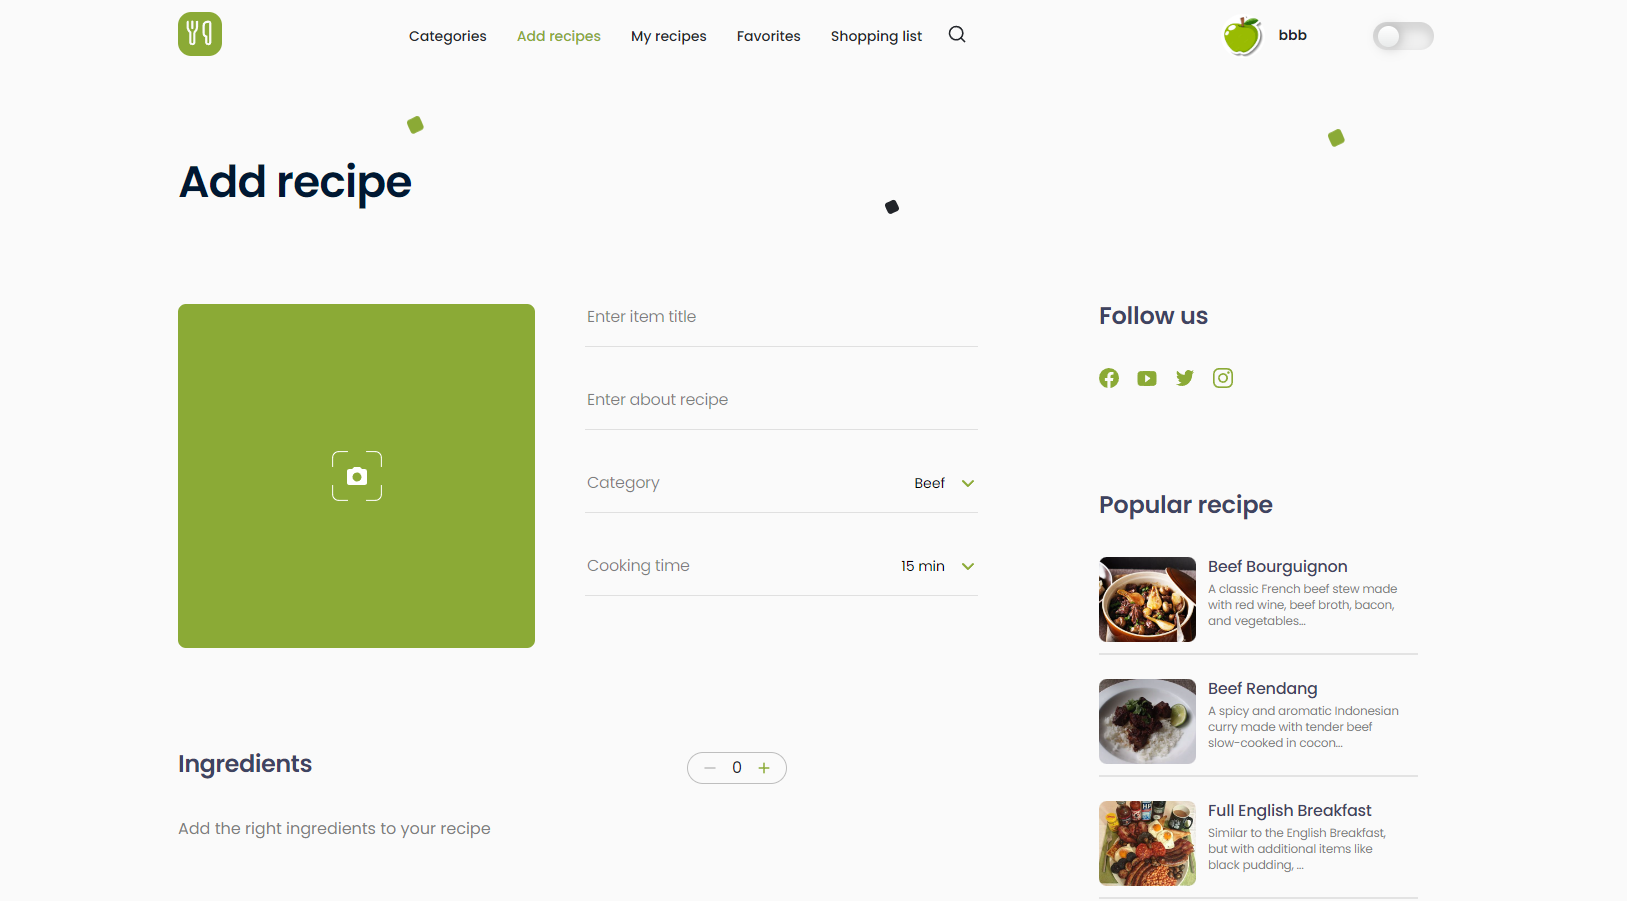 Categories
Add recipes
My recipes
Favorites
Shopping list
bbb
Add recipe
Enter item title
Enter about recipe
Category
Beef
Cooking time
15 min
Ingredients
0
Add the right ingredients to your recipe
Follow us
Popular recipe
Beef Bourguignon
A classic French beef stew made
with red wine, beef broth, bacon,
and vegetables...
Beef Rendang
A spicy and aromatic Indonesian
curry made with tender beef
slow-cooked in cocon...
Full English Breakfast
Similar to the English Breakfast,
but with additional items like
black pudding, ...